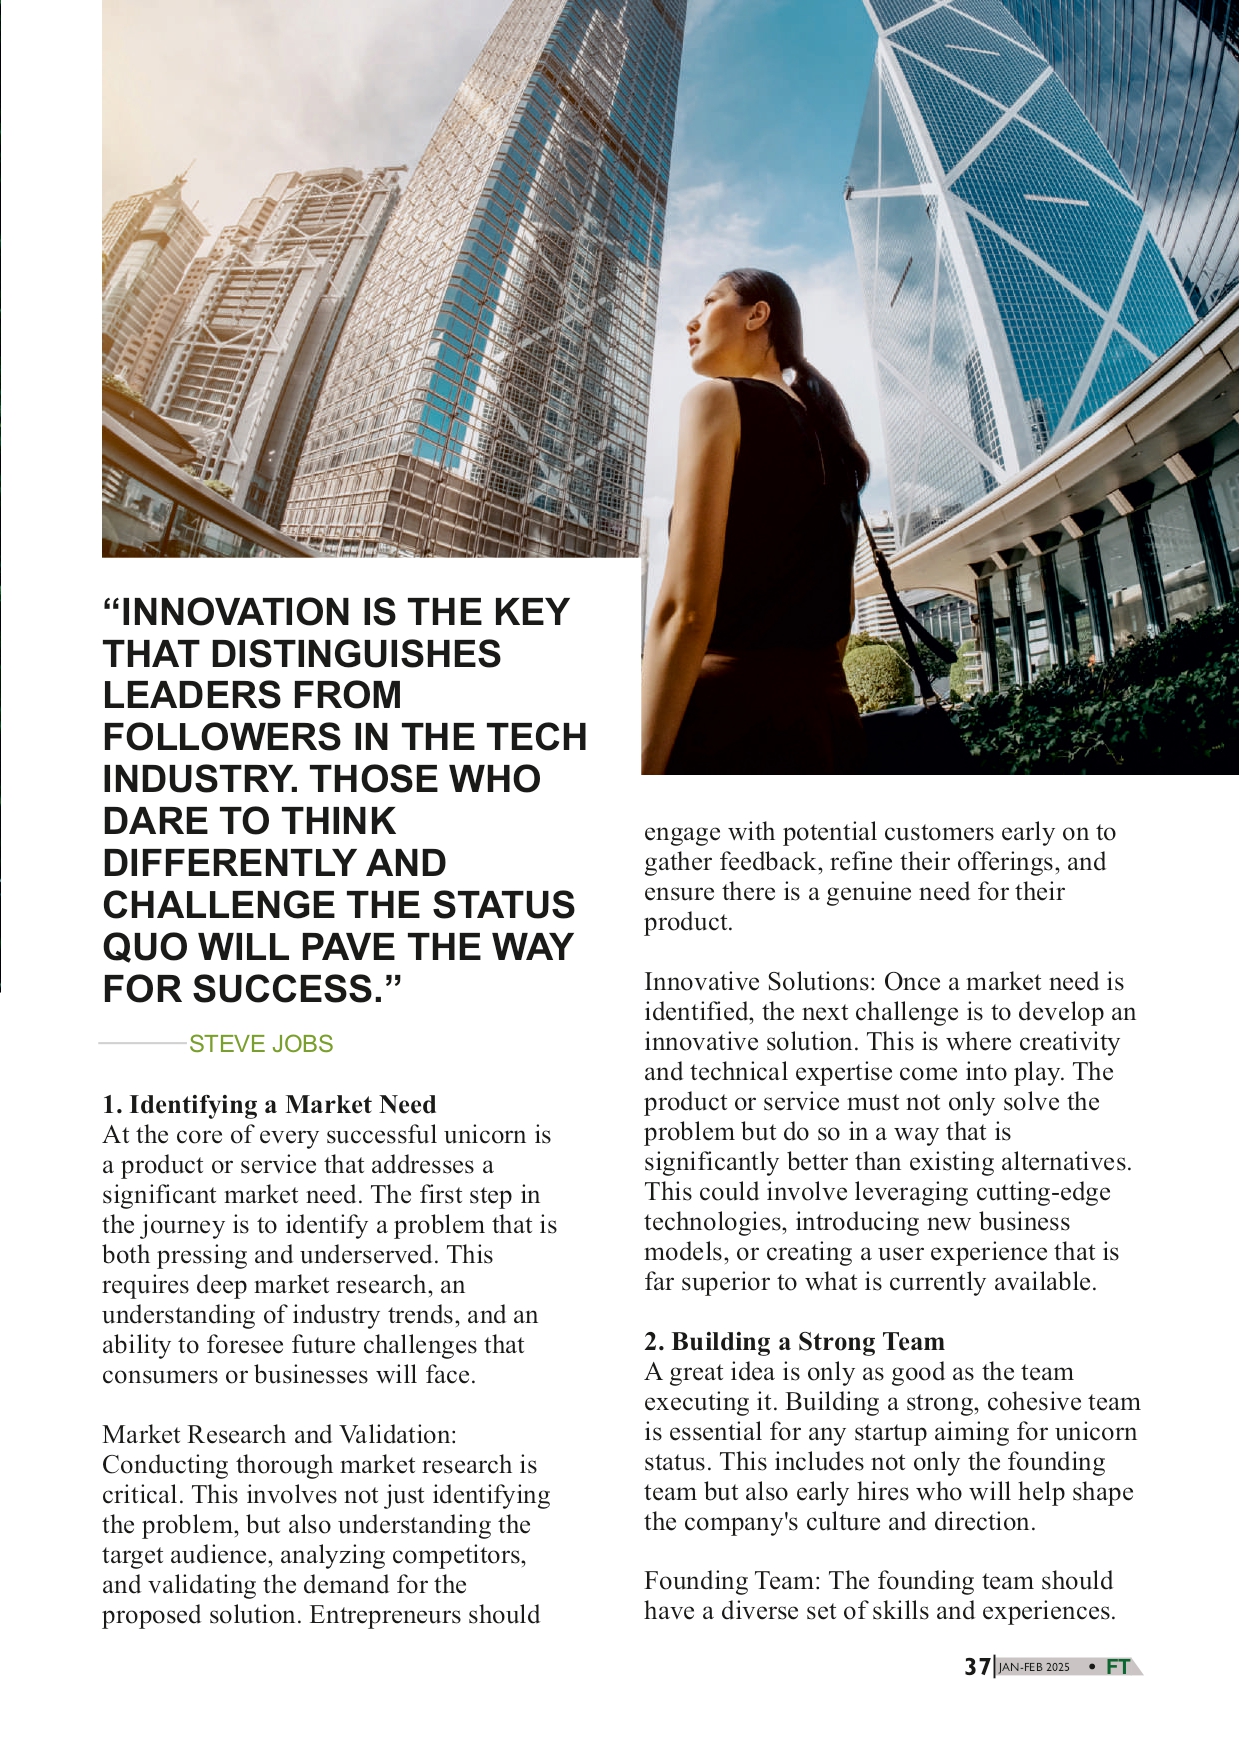 “INNOVATION IS THE KEY
THAT DISTINGUISHES
LEADERS FROM
FOLLOWERS IN THE TECH
INDUSTRY. THOSE WHO
DARE TO THINK
DIFFERENTLY AND
CHALLENGE THE STATUS
QUO WILL PAVE THE WAY
FOR SUCCESS.”
STEVE JOBS
1. Identifying a Market Need
At the core of every successful unicorn is
a product or service that addresses a
significant market need. The first step in
the journey is to identify a problem that is
both pressing and underserved. This
requires deep market research, an
understanding of industry trends, and an
ability to foresee future challenges that
consumers or businesses will face.
Market Research and Validation:
Conducting thorough market research is
critical. This involves not just identifying
the problem, but also understanding the
target audience, analyzing competitors,
and validating the demand for the
proposed solution. Entrepreneurs should
engage with potential customers early on to
gather feedback, refine their offerings, and
ensure there is a genuine need for their
product.
Innovative Solutions: Once a market need is
identified, the next challenge is to develop an
innovative solution. This is where creativity
and technical expertise come into play. The
product or service must not only solve the
problem but do so in a way that is
significantly better than existing alternatives.
This could involve leveraging cutting-edge
technologies, introducing new business
models, or creating a user experience that is
far superior to what is currently available.
2. Building a Strong Team
A great idea is only as good as the team
executing it. Building a strong, cohesive team
is essential for any startup aiming for unicorn
status. This includes not only the founding
team but also early hires who will help shape
the company's culture and direction.
Founding Team: The founding team should
have a diverse set of skills and experiences.
37 JAN-FEB 2025 • FT